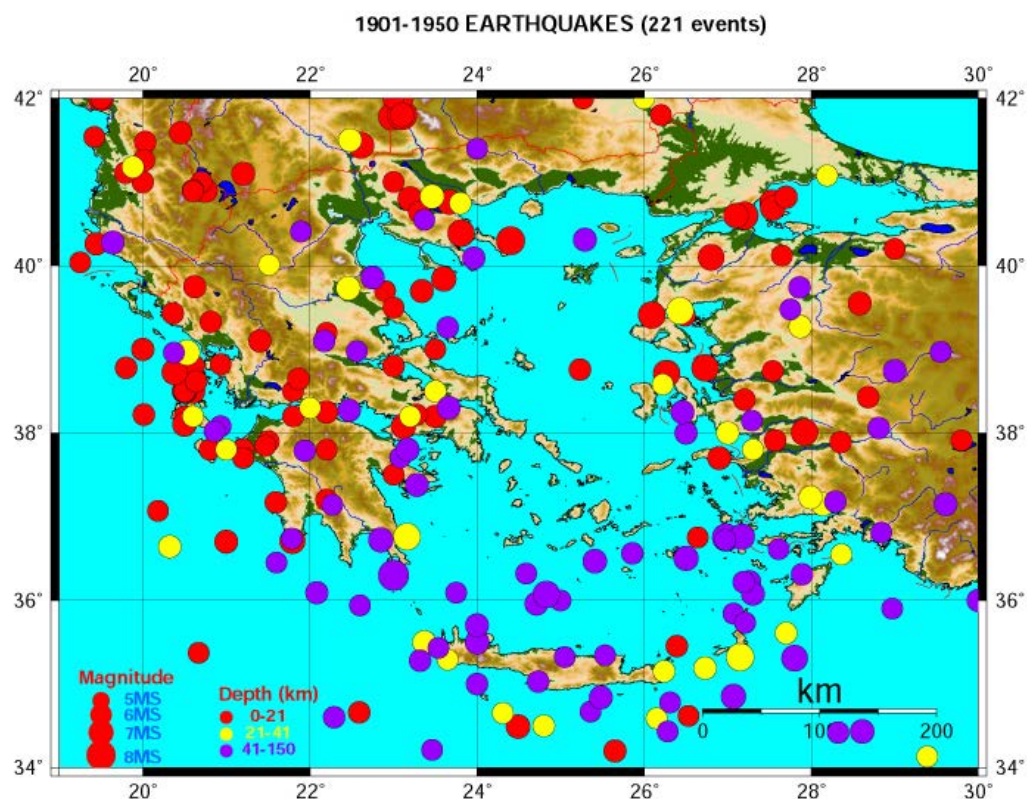 1901-1950 EARTHQUAKES (221 events)
20° 22° 24° 26° 28° 30°
42° 42°
40° 40°
38° 38°
36° 36°
34° 34°
Magnitude
5MS
6MS
7MS
8MS
Depth (km)
0-21
21-41
41-150
km
0 100 200
20° 22° 24° 26° 28° 30°